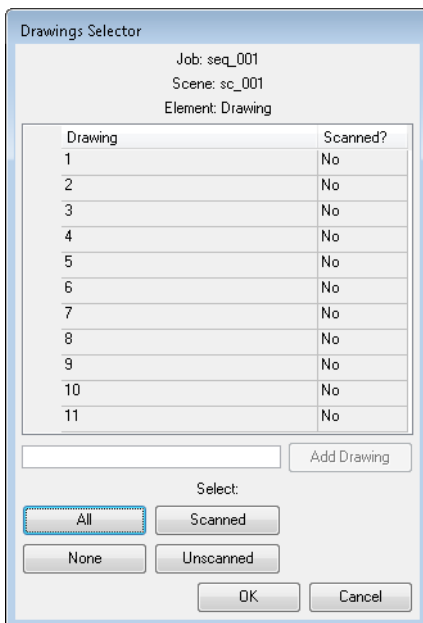 Drawings Selector
Job: seq_001
Scene: sc_001
Element: Drawing
Drawing Scanned?
1 No
2 No
3 No
4 No
5 No
6 No
7 No
8 No
9 No
10 No
11 No
Add Drawing
Select:
All Scanned
None Unscanned
OK Cancel